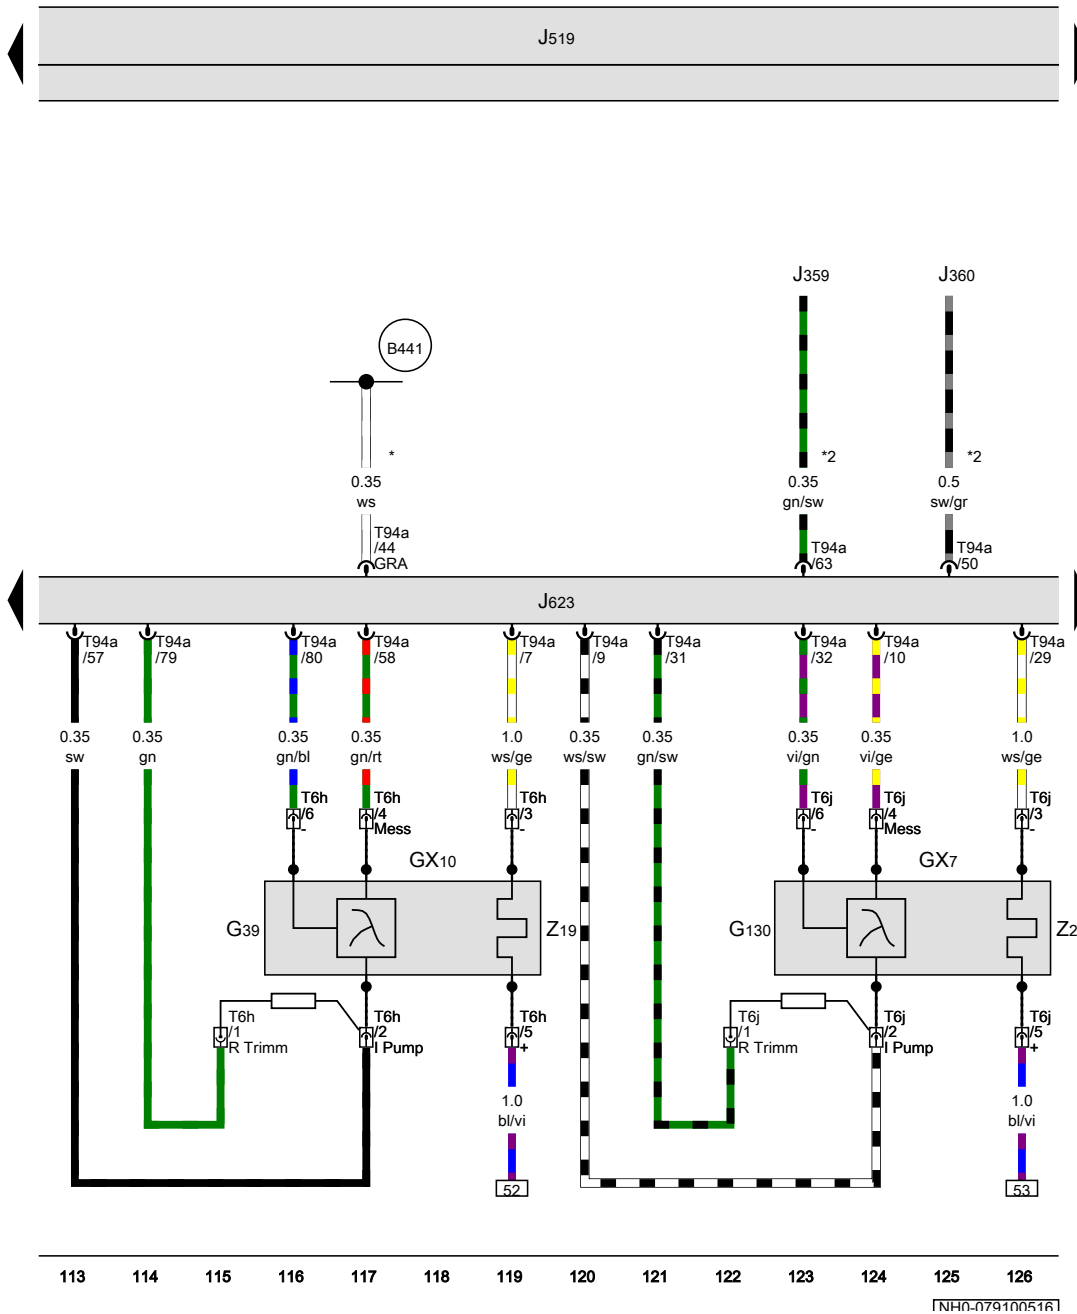 J519
J359
J360
B441
*
*2
*2
0.35
0.35
0.5
ws
gn/sw
sw/gr
T94a
/44
GRA
T94a
/63
T94a
/50
J623
T94a
/57
T94a
/79
T94a
/80
T94a
/58
T94a
/7
T94a
/9
T94a
/31
T94a
/32
T94a
/10
T94a
/29
0.35
sw
0.35
gn
0.35
gn/bl
0.35
gn/rt
1.0
ws/ge
0.35
ws/sw
0.35
gn/sw
0.35
vi/gn
0.35
vi/ge
1.0
ws/ge
T6h
/6
-
T6h
/4
Mess
T6h
/3
-
T6j
/6
-
T6j
/4
Mess
T6j
/3
-
GX10
GX7
G39
Z19
G130
Z2
T6h
/1
R Trimm
T6h
/2
I Pump
T6h
/5
+
T6j
/1
R Trimm
T6j
/2
I Pump
T6j
/5
+
1.0
bl/vi
1.0
bl/vi
52
53
113 114 115 116 117 118 119 120 121 122 123 124 125 126
NH0-079100516